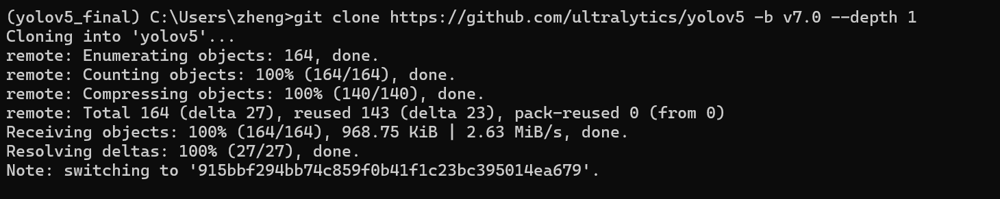 (yolov5_final) C:\Users\zheng>git clone https://github.com/ultralytics/yolov5 -b v7.0 --depth 1
Cloning into 'yolov5'...
remote: Enumerating objects: 164, done.
remote: Counting objects: 100% (164/164), done.
remote: Compressing objects: 100% (140/140), done.
remote: Total 164 (delta 27), reused 143 (delta 23), pack-reused 0 (from 0)
Receiving objects: 100% (164/164), 968.75 KiB | 2.63 MiB/s, done.
Resolving deltas: 100% (27/27), done.
Note: switching to '915bbf294bb74c859f0b41f1c23bc395014ea679'.